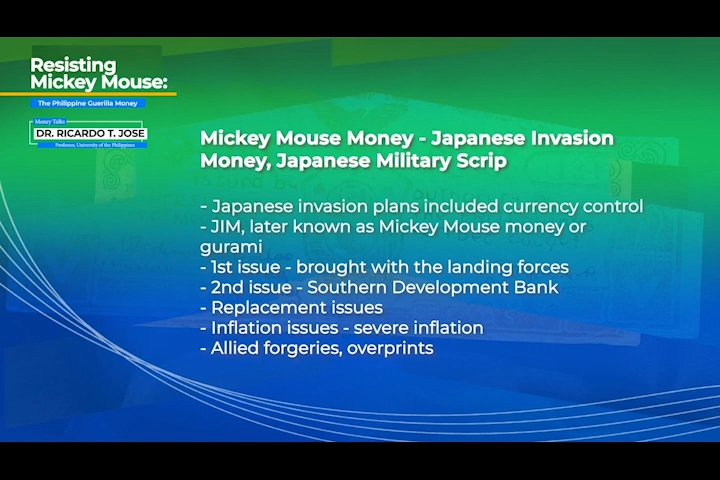 Resisting
Mickey Mouse:
The Philippine Guerilla Money
Money Talks
DR. RICARDO T. JOSE
Professor, University of the Philippines
Mickey Mouse Money - Japanese Invasion
Money, Japanese Military Scrip
- Japanese invasion plans included currency control
- JIM, later known as Mickey Mouse money or
gurami
- 1st issue - brought with the landing forces
- 2nd issue - Southern Development Bank
- Replacement issues
- Inflation issues - severe inflation
- Allied forgeries, overprints